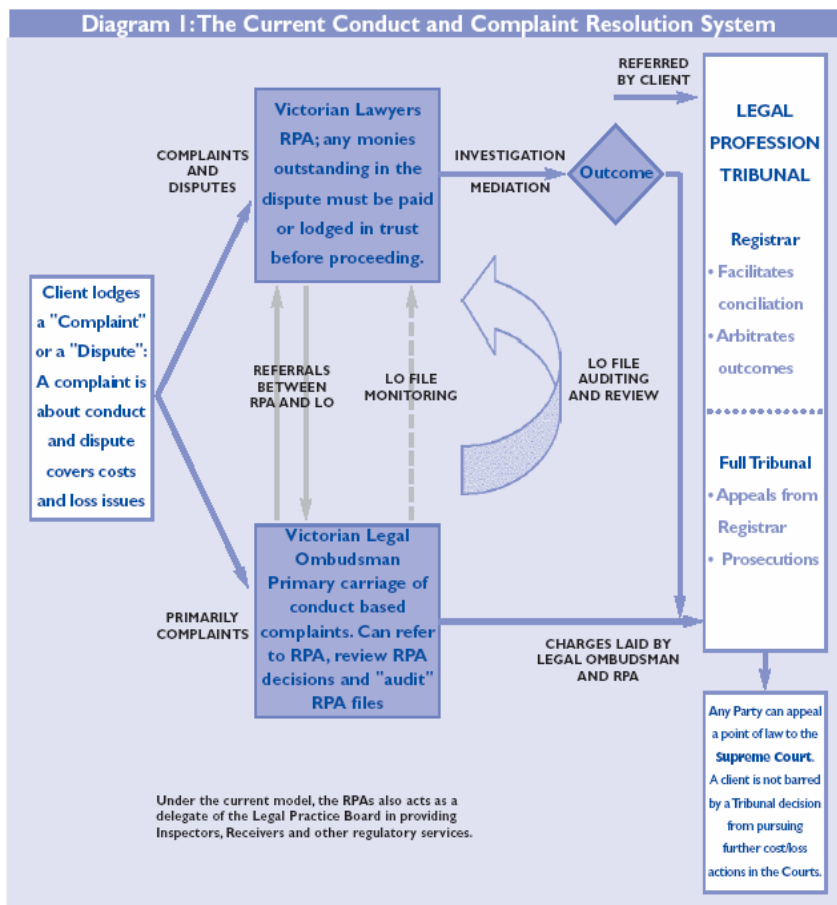 Diagram 1: The Current Conduct and Complaint Resolution System
REFERRED
BY CLIENT
Victorian Lawyers
RPA; any monies
outstanding in the
dispute must be paid
or lodged in trust
before proceeding.
COMPLAINTS
AND
DISPUTES
INVESTIGATION
MEDIATION
Outcome
LEGAL
PROFESSION
TRIBUNAL
Registrar
• Facilitates
conciliation
• Arbitrates
outcomes
Full Tribunal
• Appeals from
Registrar
• Prosecutions
Client lodges
a "Complaint"
or a "Dispute":
A complaint is
about conduct
and dispute
covers costs
and loss issues
REFERRALS
BETWEEN
RPA AND LO
LO FILE
MONITORING
LO FILE
AUDITING
AND REVIEW
PRIMARILY
COMPLAINTS
Victorian Legal
Ombudsman
Primary carriage of
conduct based
complaints. Can refer
to RPA, review RPA
decisions and "audit"
RPA files
CHARGES LAID BY
LEGAL OMBUDSMAN
AND RPA
Any Party can appeal
a point of law to the
Supreme Court.
A client is not barred
by a Tribunal decision
from pursuing
further cost/loss
actions in the Courts.
Under the current model, the RPAs also acts as a
delegate of the Legal Practice Board in providing
Inspectors, Receivers and other regulatory services.